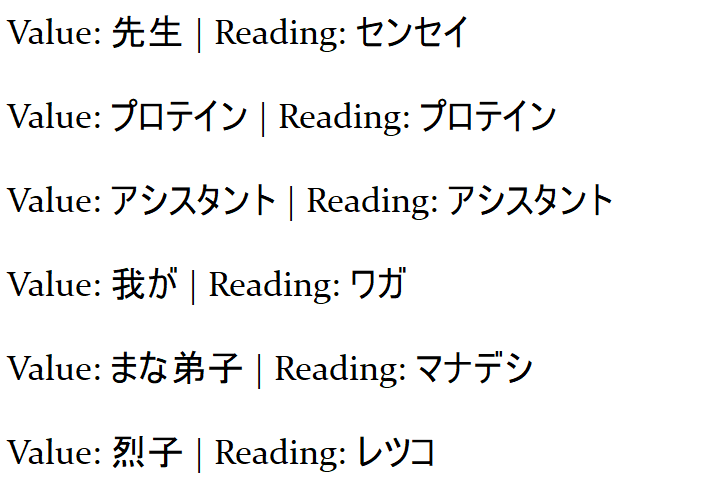 Value: 先生 | Reading: センセイ
Value: プロテイン | Reading: プロテイン
Value: アシスタント | Reading: アシスタント
Value: 我が | Reading: ワガ
Value: まな弟子 | Reading: マナデシ
Value: 烈子 | Reading: レツコ